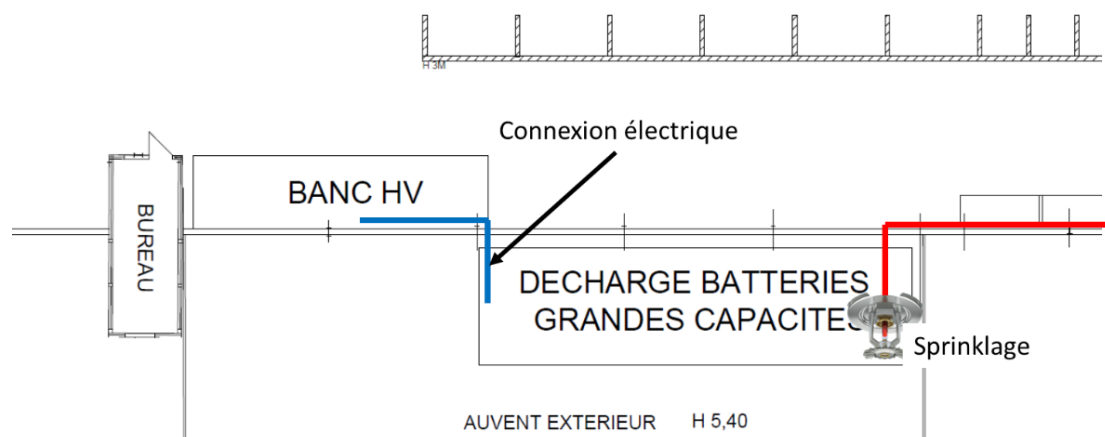 H 3M
Connexion électrique
BANC HV
BUREAU
DECHARGE BATTERIES
GRANDES CAPACITES
Sprinklage
AUVENT EXTERIEUR H 5,40